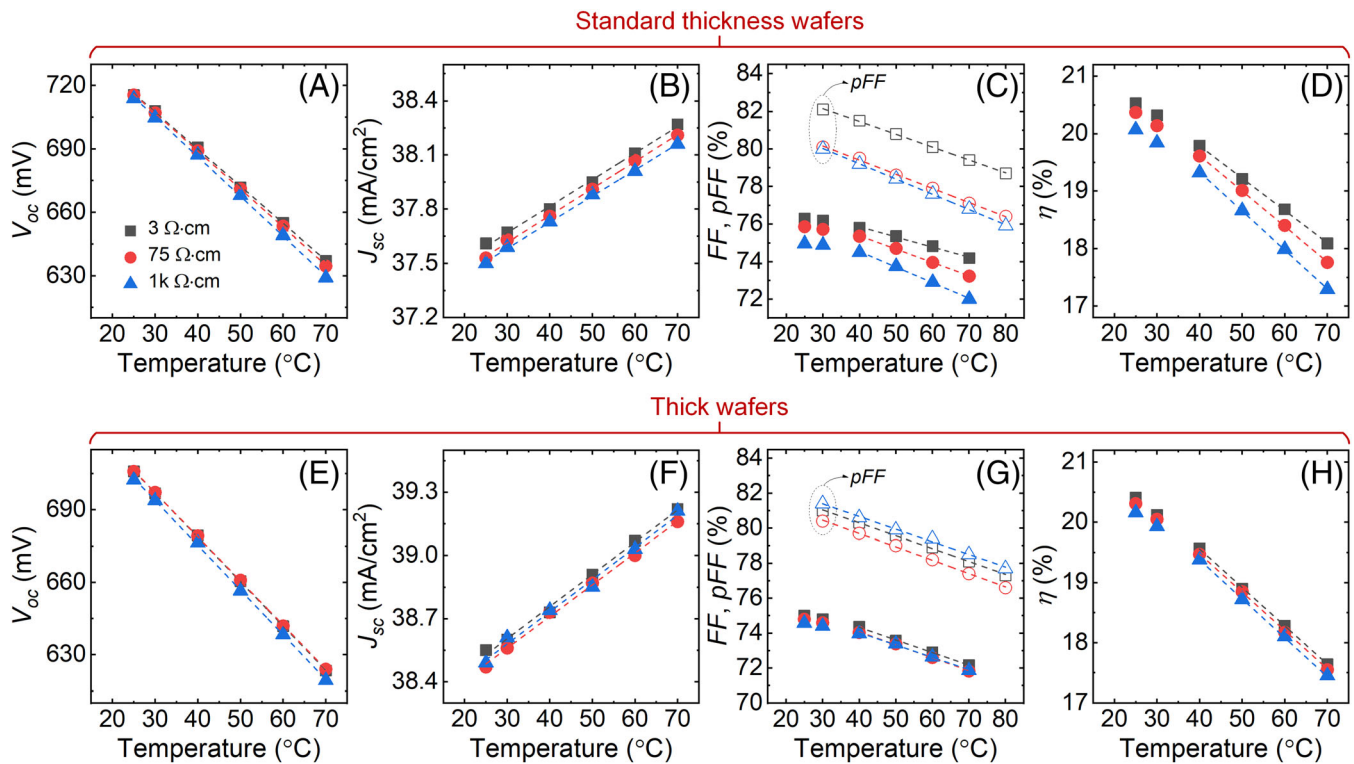 Standard thickness wafers
(A)
V_oc (mV)
720
690
660
630
3 Ω·cm
75 Ω·cm
1k Ω·cm
20 30 40 50 60 70
Temperature (°C)
(B)
J_sc (mA/cm²)
38.4
38.1
37.8
37.5
37.2
20 30 40 50 60 70
Temperature (°C)
(C)
pFF
FF, pFF (%)
84
82
80
78
76
74
72
20 30 40 50 60 70 80
Temperature (°C)
(D)
η (%)
21
20
19
18
17
20 30 40 50 60 70
Temperature (°C)
Thick wafers
(E)
V_oc (mV)
690
660
630
20 30 40 50 60 70
Temperature (°C)
(F)
J_sc (mA/cm²)
39.3
39.0
38.7
38.4
20 30 40 50 60 70
Temperature (°C)
(G)
pFF
FF, pFF (%)
84
82
80
78
76
74
72
70
20 30 40 50 60 70 80
Temperature (°C)
(H)
η (%)
21
20
19
18
17
20 30 40 50 60 70
Temperature (°C)